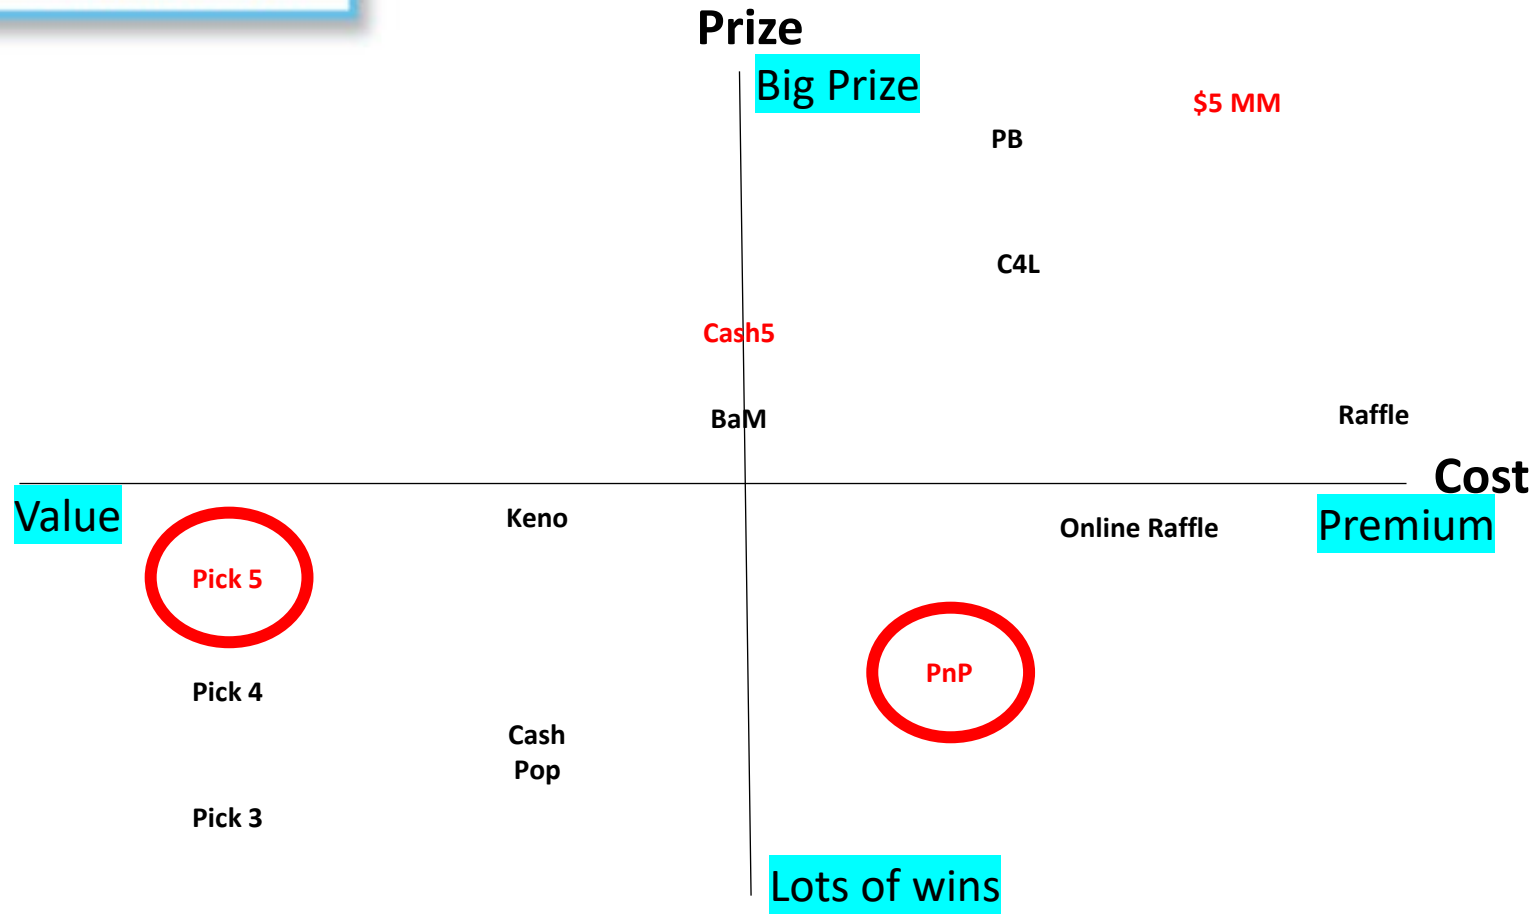 Prize
Big Prize
$5 MM
PB
C4L
Cash5
BaM
Raffle
Cost
Value
Keno
Online Raffle
Premium
Pick 5
PnP
Pick 4
Cash
Pop
Pick 3
Lots of wins